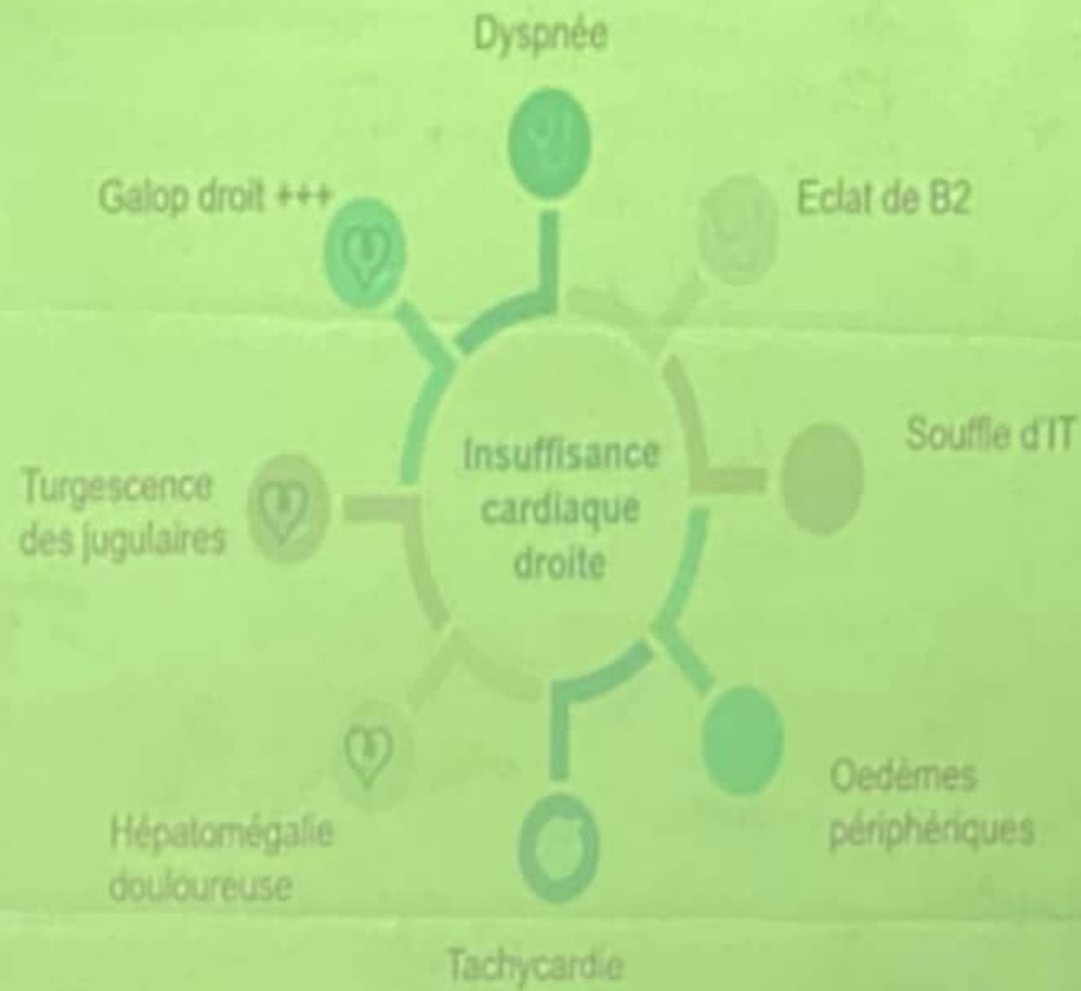 Dyspnée
Galop droit +++
Eclat de B2
Souffle d'IT
Insuffisance
cardiaque
droite
Turgescence
des jugulaires
Oedèmes
périphériques
Hépatomégalie
douloureuse
Tachycardie